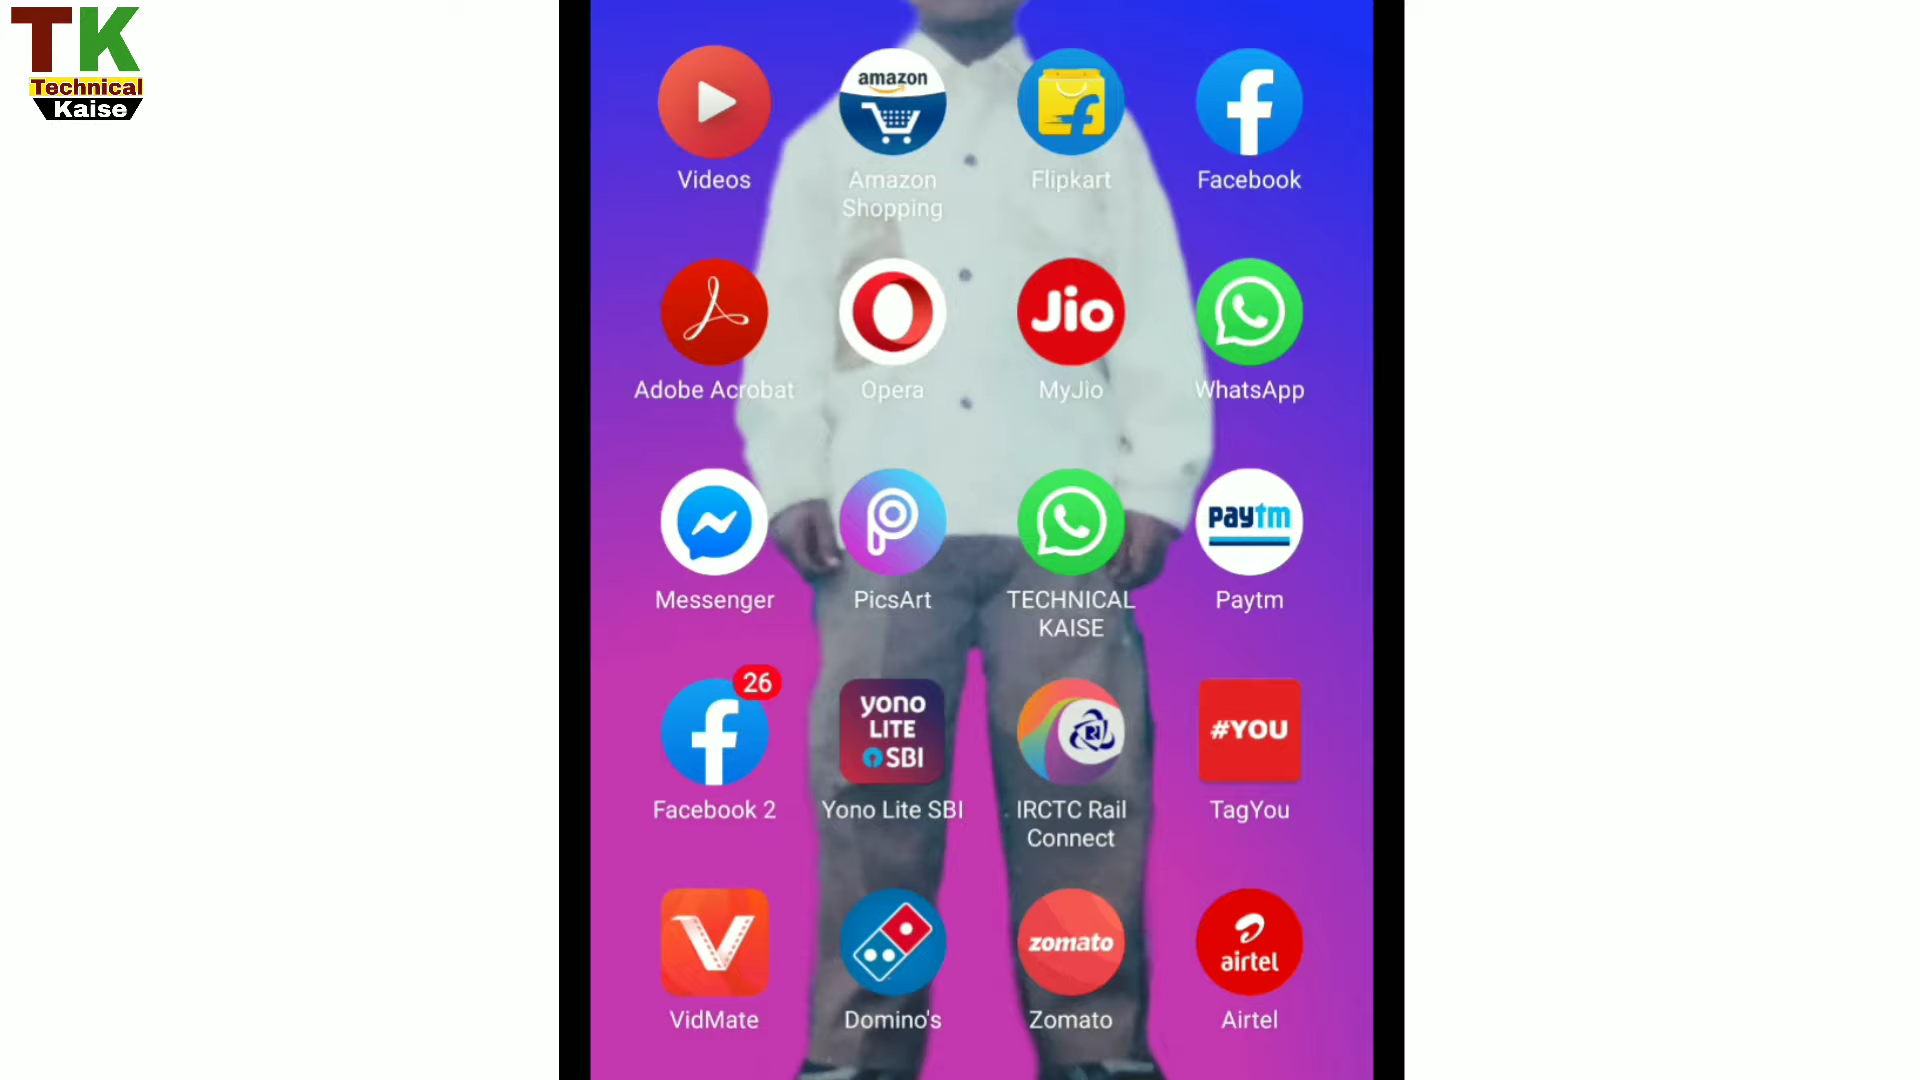 TK
Technical
Kaise
amazon
Videos
Amazon
Shopping
Flipkart
Facebook
Jio
Adobe Acrobat
Opera
MyJio
WhatsApp
paytm
Messenger
PicsArt
TECHNICAL
KAISE
Paytm
26
yono
LITE
SBI
#YOU
Facebook 2
Yono Lite SBI
IRCTC Rail
Connect
TagYou
zomato
airtel
VidMate
Domino's
Zomato
Airtel